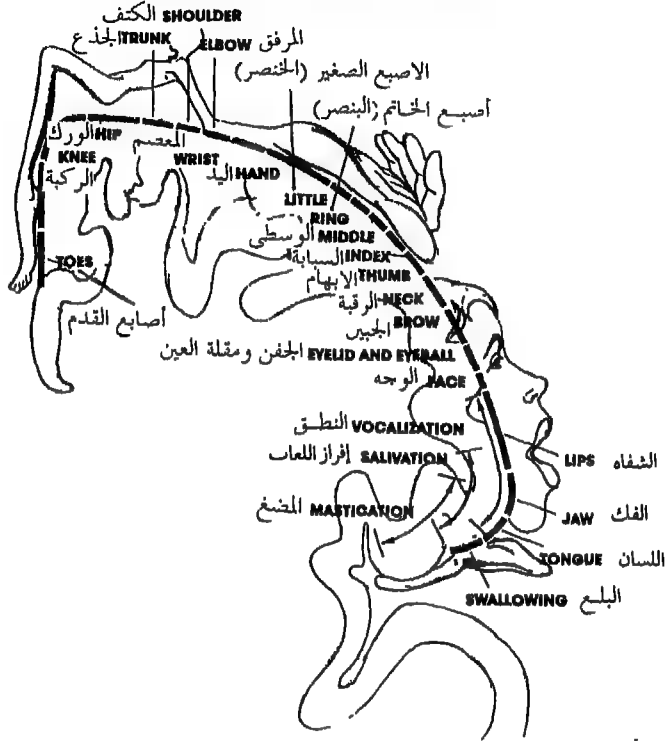 الكتف SHOULDER
الجذع TRUNK
ELBOW المرفق
الاصبع الصغير (الخنصر)
أصبع الخاتم (البنصر)
الورك HIP
المعصم WRIST
KNEE
الركبة
اليد HAND
LITTLE
RING
الوسطى MIDDLE
السبابة INDEX
الابهام THUMB
الرقبة NECK
الجبين BROW
الجفن ومقلة العين EYELID AND EYEBALL
الوجه FACE
TOES
أصابع القدم
النطق VOCALIZATION
إفراز اللعاب SALIVATION
LIPS الشفاه
المضغ MASTICATION
JAW الفك
TONGUE اللسان
SWALLOWING البلع